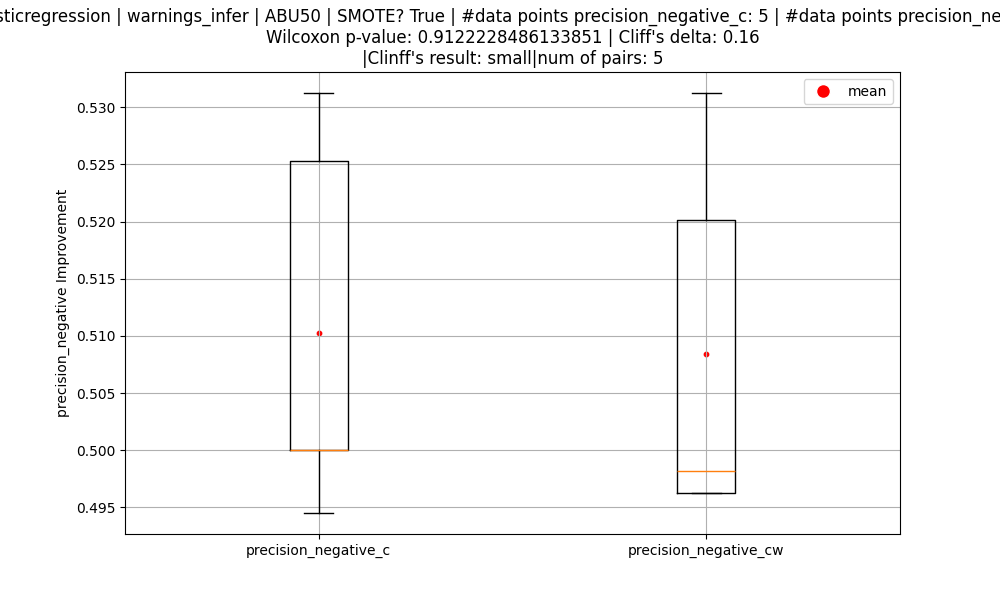 sticregression | warnings_infer | ABU50 | SMOTE? True | #data points precision_negative_c: 5 | #data points precision_ne
Wilcoxon p-value: 0.9122228486133851 | Cliff's delta: 0.16
|Clinff's result: small|num of pairs: 5
mean
0.530
0.525
0.520
0.515
0.510
0.505
0.500
0.495
precision_negative Improvement
precision_negative_c
precision_negative_cw